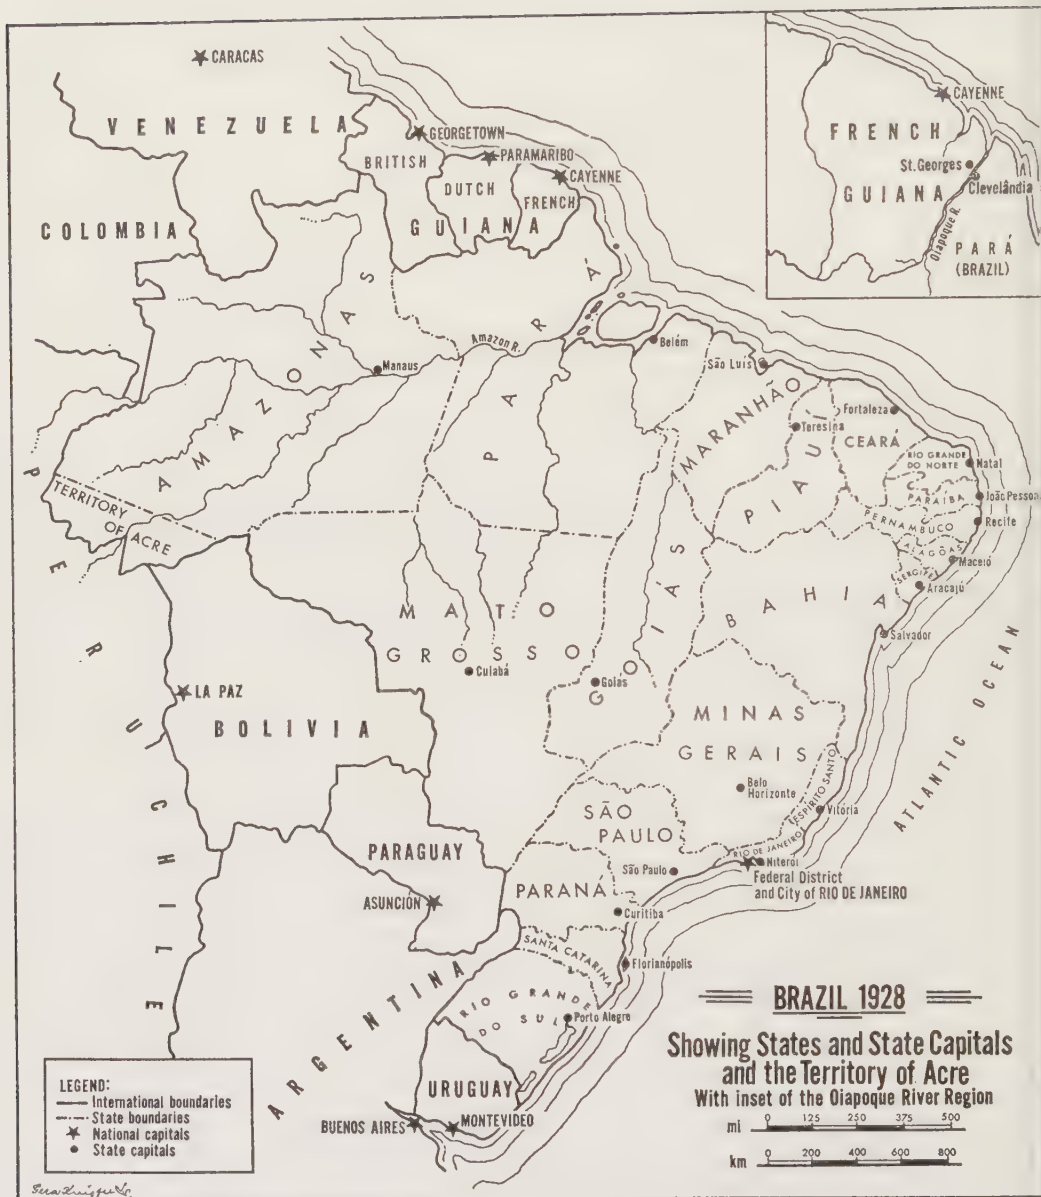 CARACAS
VENEZUELA
GEORGETOWN
BRITISH
PARAMARIBO
DUTCH
CAYENNE
FRENCH
GUIANA
COLOMBIA
CAYENNE
FRENCH
St. Georges
Clevelândia
GUIANA
Oiapoque R.
PARÁ
(BRAZIL)
AMAZONAS
PARÁ
Amazon R.
Manaus
Belém
São Luís
MARANHÃO
Fortaleza
Teresina
CEARÁ
PIAUÍ
RIO GRANDE
DO NORTE
Natal
PARAÍBA
João Pessoa
PERNAMBUCO
Recife
ALAGÔAS
Maceió
SERGIPE
Aracajú
TERRITORY
OF ACRE
PERU
MATO
GROSSO
Cuiabá
GOIÁS
Goiás
BAHIA
Salvador
LA PAZ
BOLIVIA
MINAS
GERAIS
Belo
Horizonte
ESPÍRITO SANTO
Vitória
ATLANTIC OCEAN
SÃO
PAULO
São Paulo
RIO DE JANEIRO
Niterói
Federal District
and City of RIO DE JANEIRO
CHILE
PARAGUAY
ASUNCIÓN
PARANÁ
Curitiba
SANTA CATARINA
Florianópolis
ARGENTINA
RIO GRANDE
DO SUL
Porto Alegre
URUGUAY
BUENOS AIRES
MONTEVIDEO
BRAZIL 1928
Showing States and State Capitals
and the Territory of Acre
With inset of the Oiapoque River Region
mi 0 125 250 375 500
km 0 200 400 600 800
LEGEND:
International boundaries
State boundaries
National capitals
State capitals